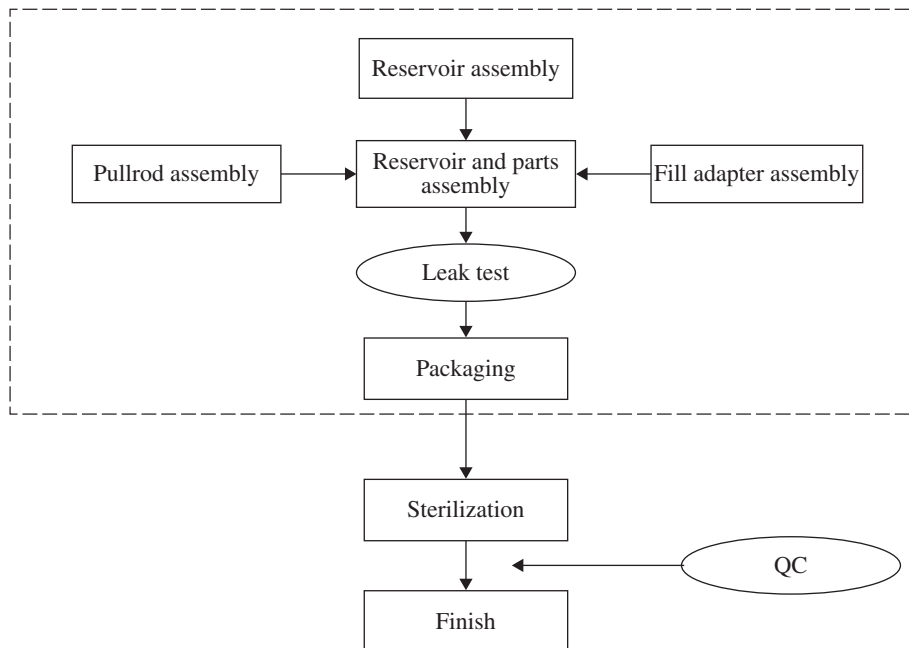 Reservoir assembly
Pullrod assembly
Reservoir and parts
assembly
Fill adapter assembly
Leak test
Packaging
Sterilization
QC
Finish